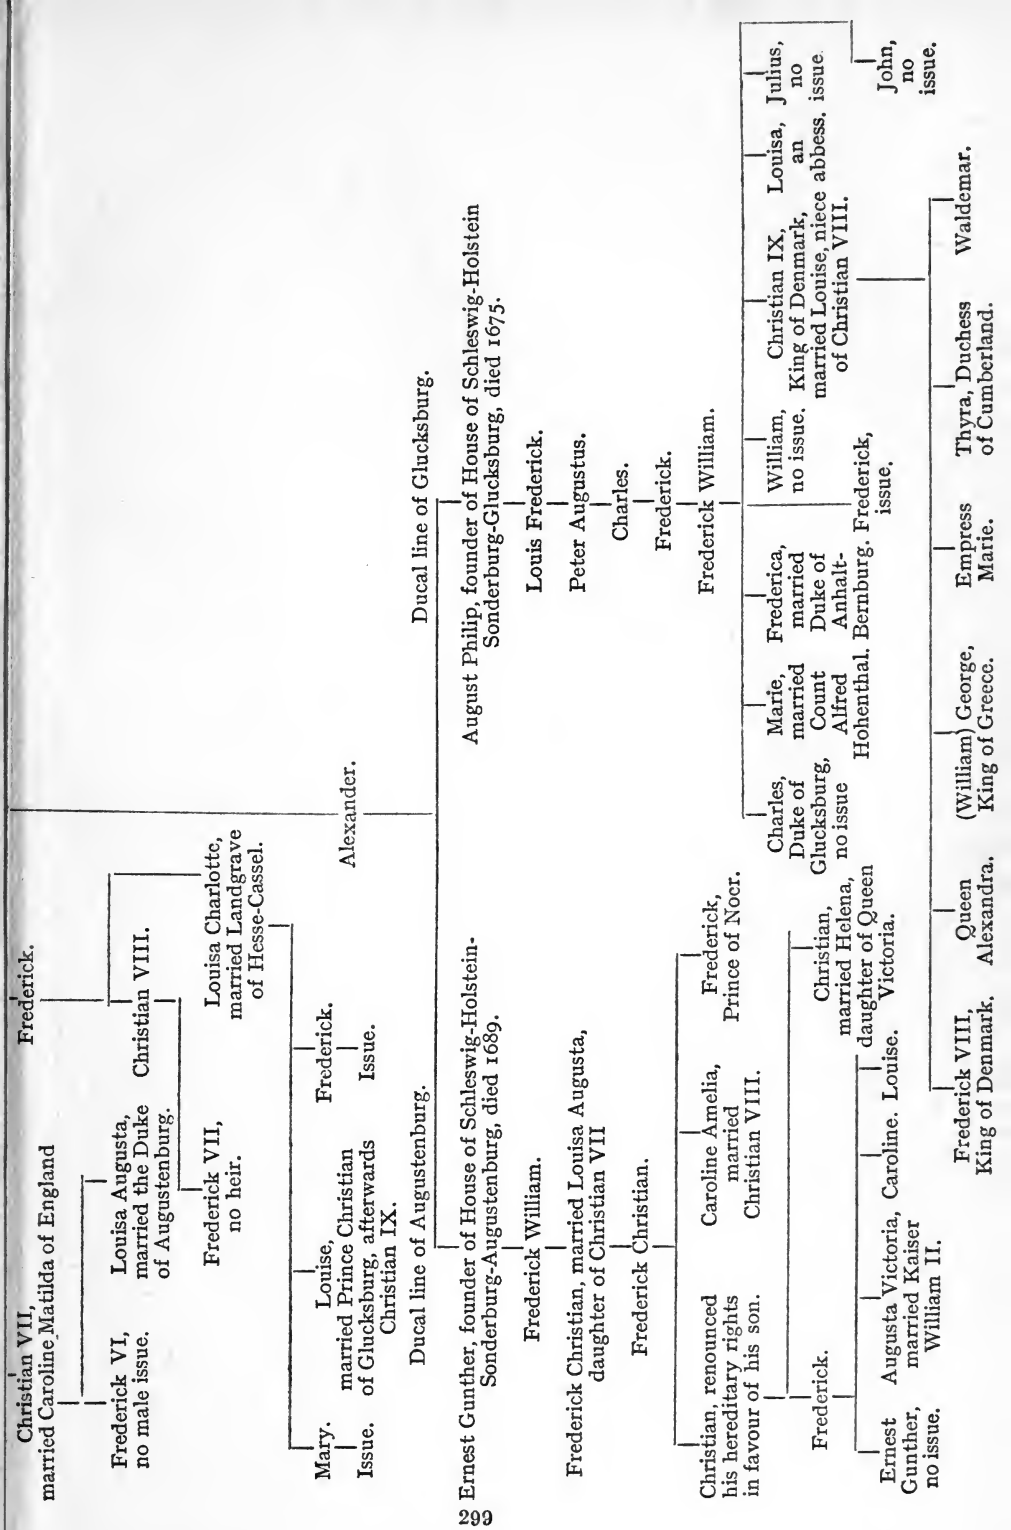 Christian VII,
married Caroline Matilda of England
Frederick.
Frederick VI,
no male issue.
Louisa Augusta,
married the Duke
of Augustenburg.
Christian VIII.
Frederick VII,
no heir.
Louisa Charlotte,
married Landgrave
of Hesse-Cassel.
Mary.
Issue.
Louise,
married Prince Christian
of Glucksburg, afterwards
Christian IX.
Frederick.
Issue.
Alexander.
Ducal line of Augustenburg.
Ducal line of Glucksburg.
Ernest Gunther, founder of House of Schleswig-Holstein-
Sonderburg-Augustenburg, died 1689.
August Philip, founder of House of Schleswig-Holstein
Sonderburg-Glucksburg, died 1675.
Frederick William.
Louis Frederick.
Frederick Christian, married Louisa Augusta,
daughter of Christian VII
Peter Augustus.
Charles.
Frederick Christian.
Frederick.
Christian, renounced
his hereditary rights
in favour of his son.
Caroline Amelia,
married
Christian VIII.
Frederick,
Prince of Nocr.
Frederick William.
Charles,
Duke of
Glucksburg,
no issue
Marie,
married
Count
Alfred
Hohenthal.
Frederica,
married
Duke of
Anhalt-
Bernburg.
William,
no issue.
Frederick,
issue.
Christian IX,
King of Denmark,
married Louise, niece
of Christian VIII.
Louisa,
an
abbess.
Julius,
no
issue.
John,
no
issue.
Frederick.
Christian,
married Helena,
daughter of Queen
Victoria.
Ernest
Gunther,
no issue.
Augusta Victoria,
married Kaiser
William II.
Caroline.
Louise.
Frederick VIII,
King of Denmark.
Queen
Alexandra.
(William) George,
King of Greece.
Empress
Marie.
Thyra, Duchess
of Cumberland.
Waldemar.
299